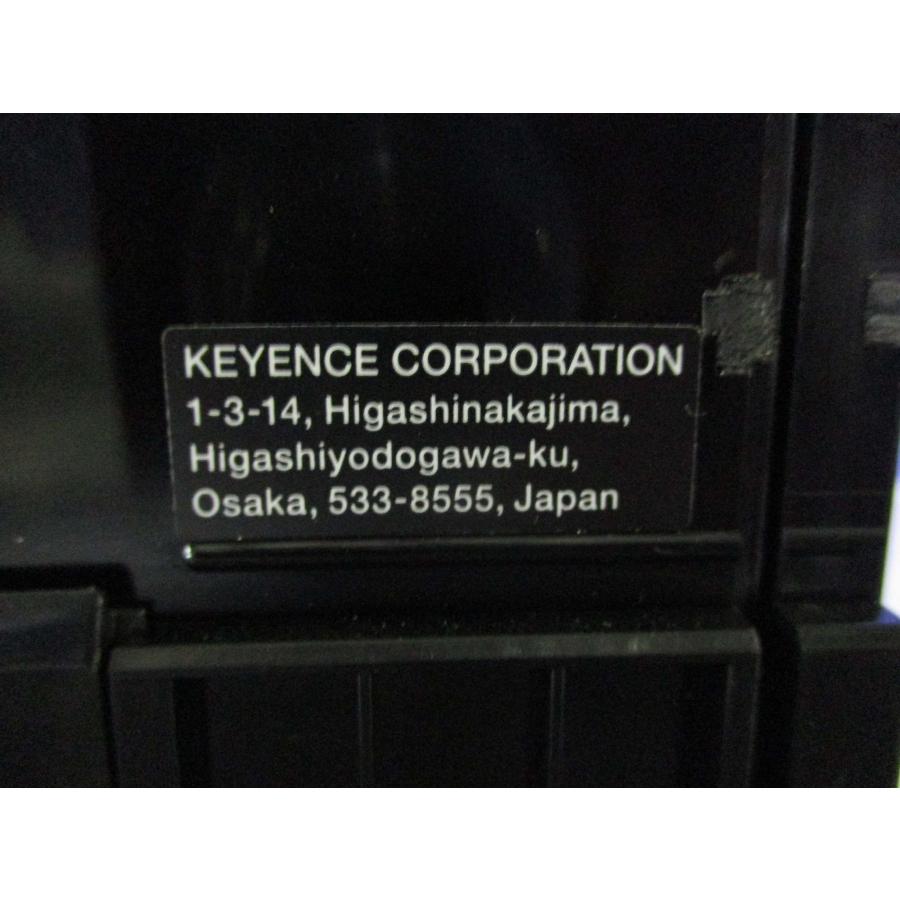 KEYENCE CORPORATION
1-3-14, Higashinakajima,
Higashiyodogawa-ku,
Osaka, 533-8555, Japan